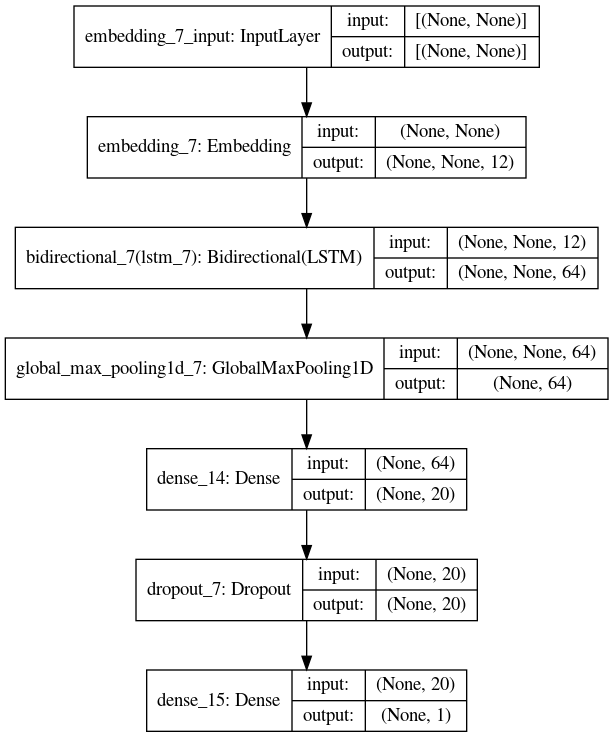 embedding_7_input: InputLayer
input:
[(None, None)]
output:
[(None, None)]
embedding_7: Embedding
input:
(None, None)
output:
(None, None, 12)
bidirectional_7(lstm_7): Bidirectional(LSTM)
input:
(None, None, 12)
output:
(None, None, 64)
global_max_pooling1d_7: GlobalMaxPooling1D
input:
(None, None, 64)
output:
(None, 64)
dense_14: Dense
input:
(None, 64)
output:
(None, 20)
dropout_7: Dropout
input:
(None, 20)
output:
(None, 20)
dense_15: Dense
input:
(None, 20)
output:
(None, 1)